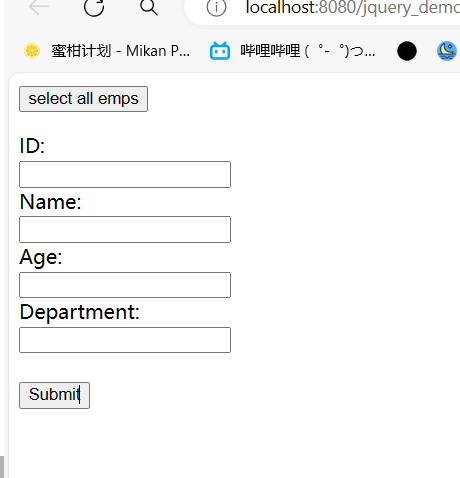 localhost:8080/jquery_demo
蜜柑计划 - Mikan P...
哔哩哔哩 (゜-゜)つ...
select all emps
ID:
Name:
Age:
Department:
Submit